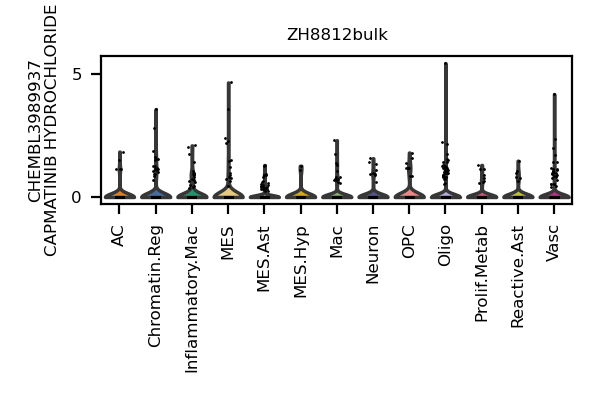 ZH8812bulk
CHEMBL3989937
CAPMATINIB HYDROCHLORIDE
5
0
AC
Chromatin.Reg
Inflammatory.Mac
MES
MES.Ast
MES.Hyp
Mac
Neuron
OPC
Oligo
Prolif.Metab
Reactive.Ast
Vasc